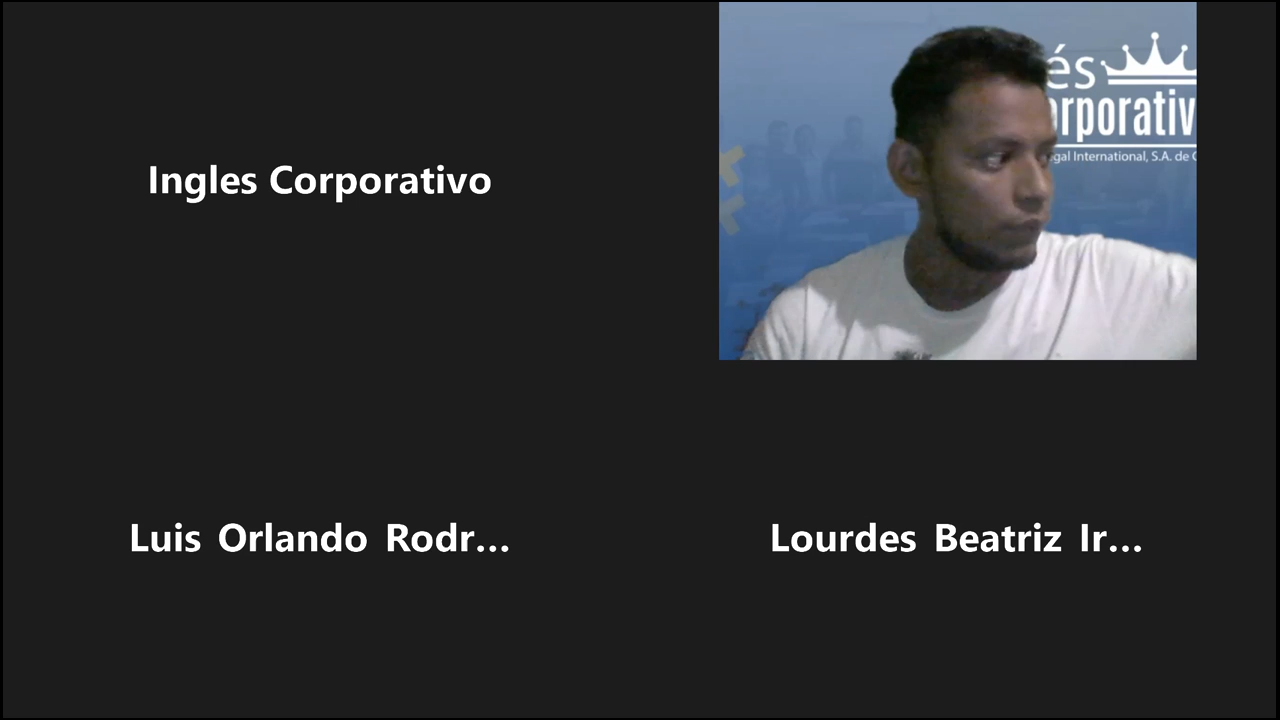 Ingles Corporativo
és
orporativ
gal International, S.A. de C
Luis Orlando Rodr...
Lourdes Beatriz Ir...